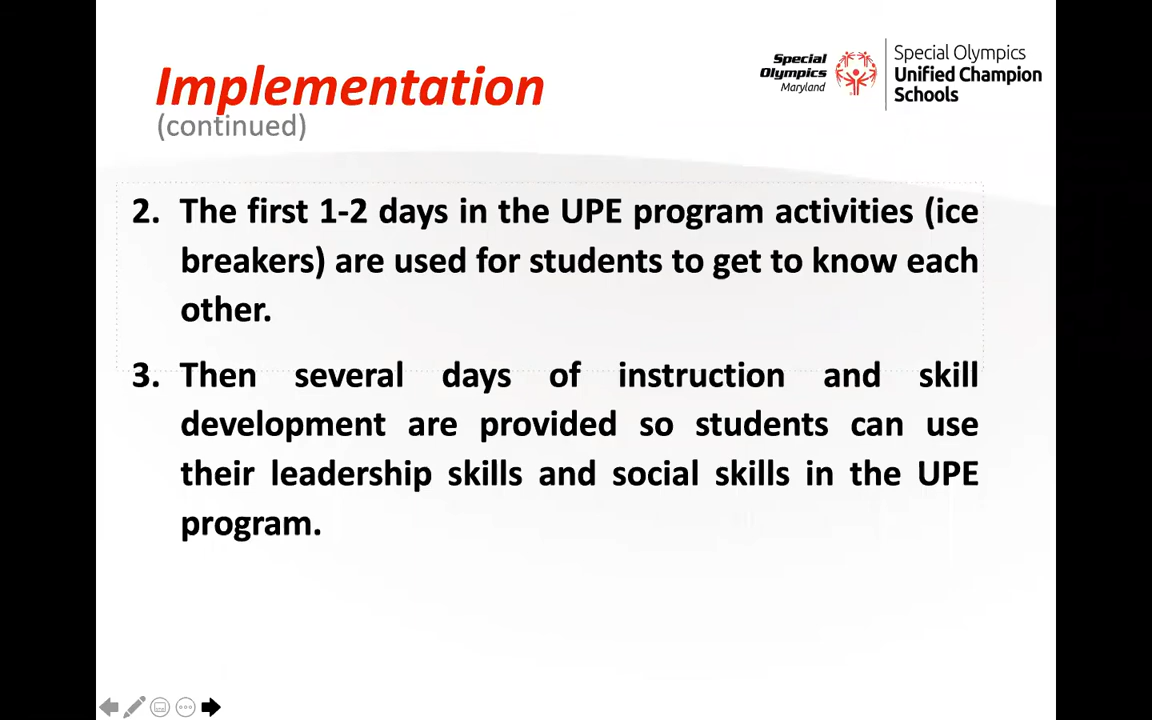 Implementation
(continued)
Special
Olympics
Maryland
Special Olympics
Unified Champion
Schools
2. The first 1-2 days in the UPE program activities (ice
breakers) are used for students to get to know each
other.
3. Then several days of instruction and skill
development are provided so students can use
their leadership skills and social skills in the UPE
program.